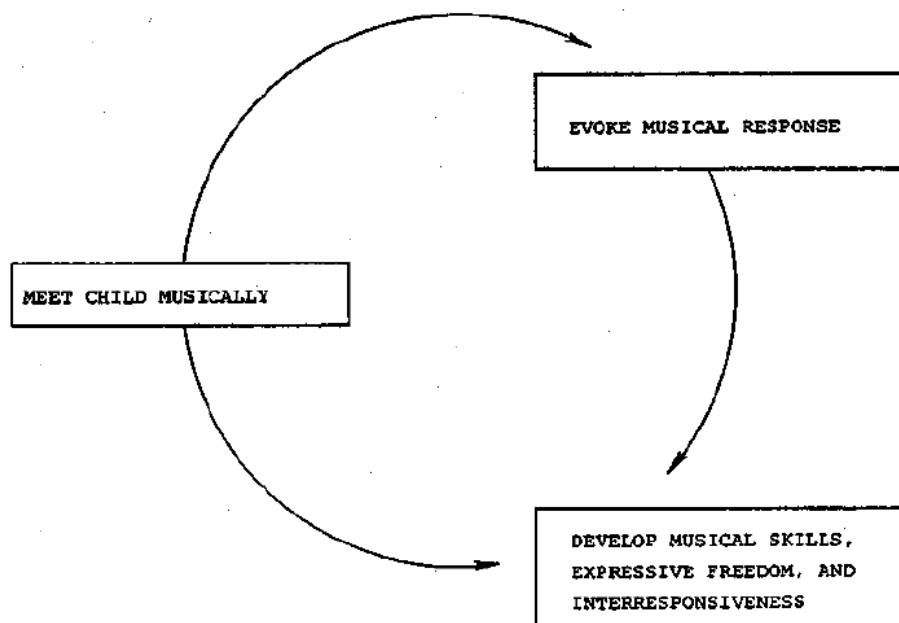 EVOKE MUSICAL RESPONSE
MEET CHILD MUSICALLY
DEVELOP MUSICAL SKILLS,
EXPRESSIVE FREEDOM, AND
INTERRESPONSIVENESS